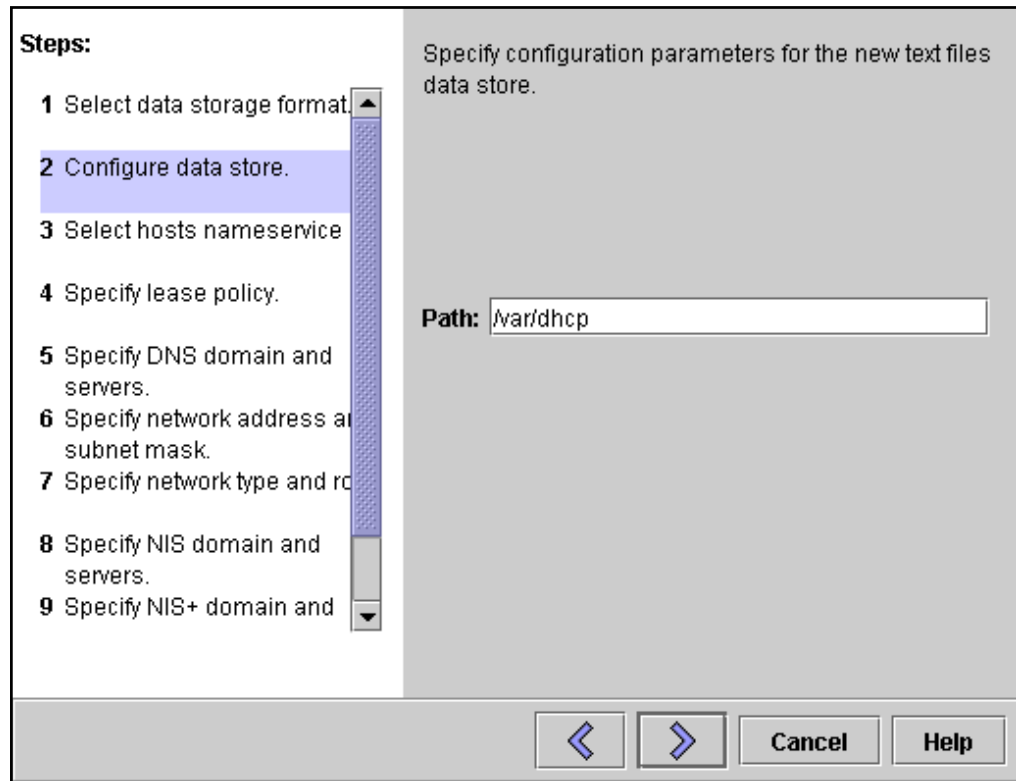 Steps:
1 Select data storage format.
2 Configure data store.
3 Select hosts nameservice
4 Specify lease policy.
5 Specify DNS domain and
servers.
6 Specify network address
subnet mask.
7 Specify network type and
8 Specify NIS domain and
servers.
9 Specify NIS+ domain and
Specify configuration parameters for the new text files
data store.
Path: /var/dhcp
Cancel
Help